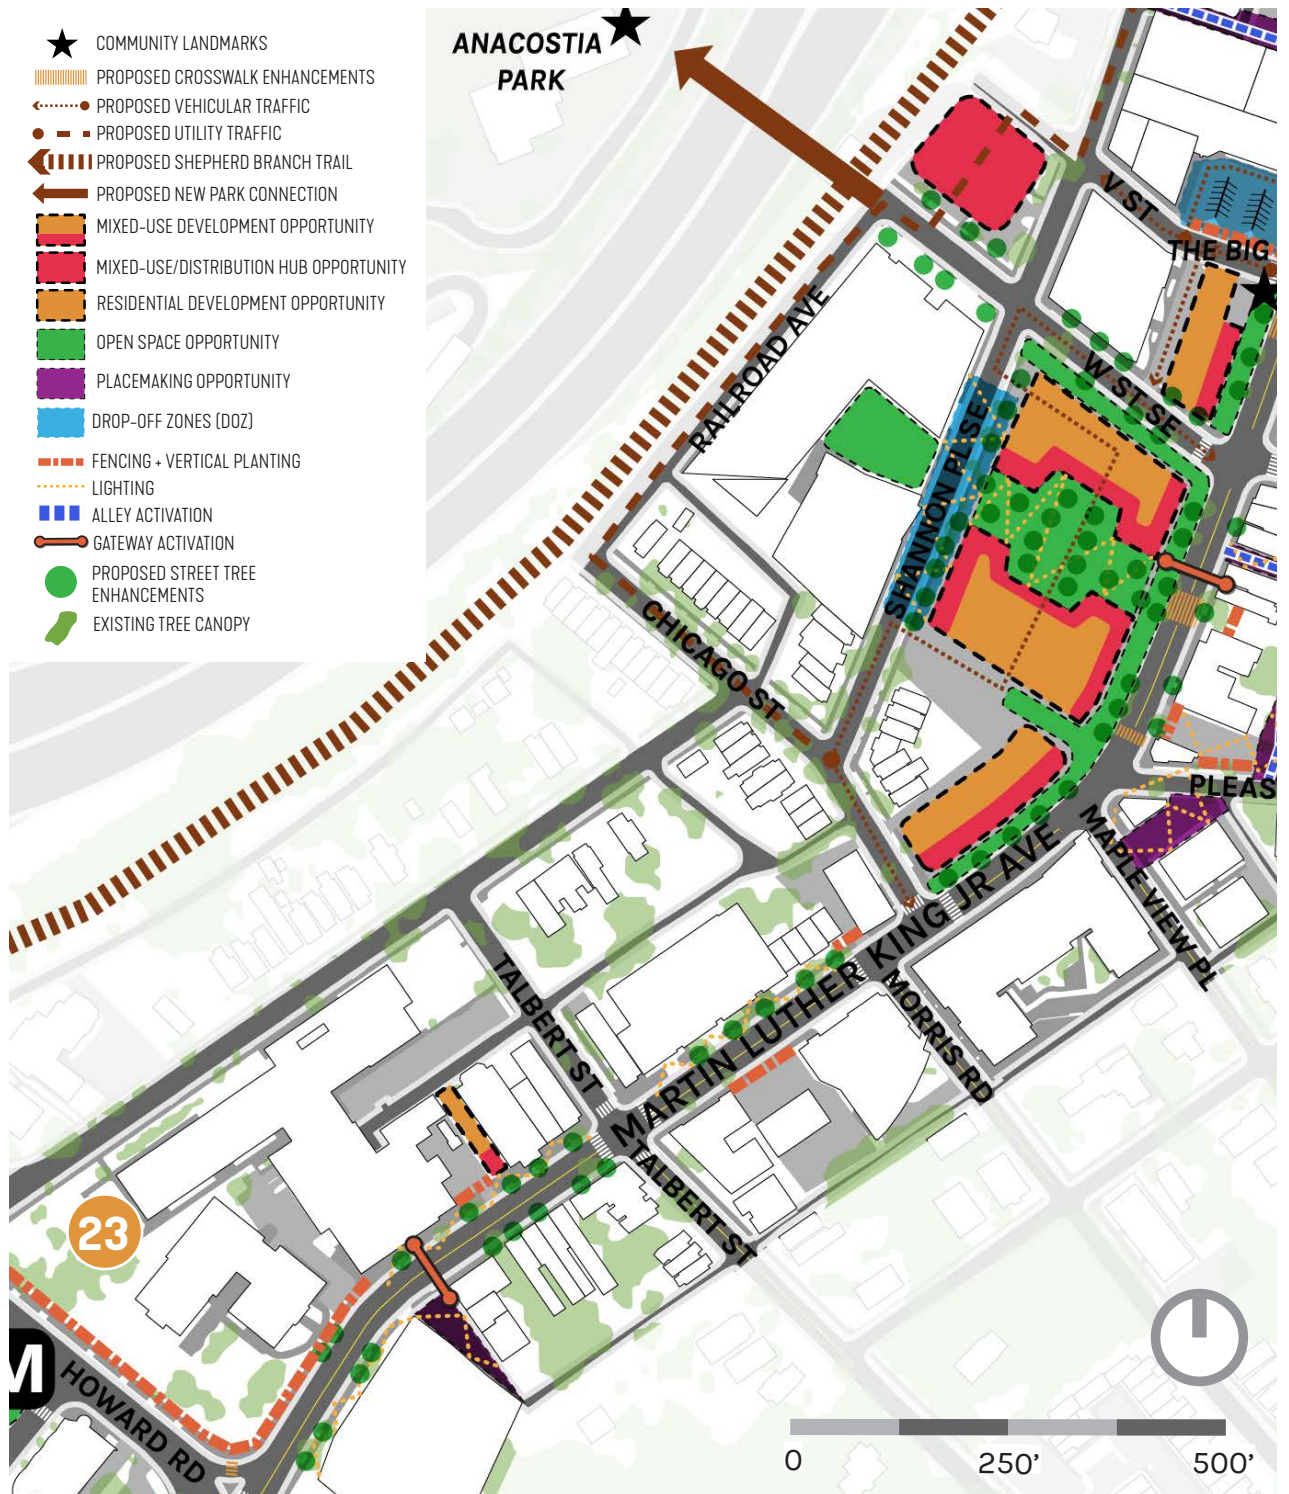 COMMUNITY LANDMARKS
PROPOSED CROSSWALK ENHANCEMENTS
PROPOSED VEHICULAR TRAFFIC
PROPOSED UTILITY TRAFFIC
PROPOSED SHEPHERD BRANCH TRAIL
PROPOSED NEW PARK CONNECTION
MIXED-USE DEVELOPMENT OPPORTUNITY
MIXED-USE/DISTRIBUTION HUB OPPORTUNITY
RESIDENTIAL DEVELOPMENT OPPORTUNITY
OPEN SPACE OPPORTUNITY
PLACEMAKING OPPORTUNITY
DROP-OFF ZONES (DOZ)
FENCING + VERTICAL PLANTING
LIGHTING
ALLEY ACTIVATION
GATEWAY ACTIVATION
PROPOSED STREET TREE
ENHANCEMENTS
EXISTING TREE CANOPY
ANACOSTIA
PARK
V ST
THE BIG
RAILROAD AVE
W ST SE
SHANNON PL SE
CHICAGO ST
PLEAS
MAPLE VIEW PL
MARTIN LUTHER KING JR AVE
MORRIS RD
TALBERT ST
TALBERT ST
23
M
HOWARD RD
0
250'
500'